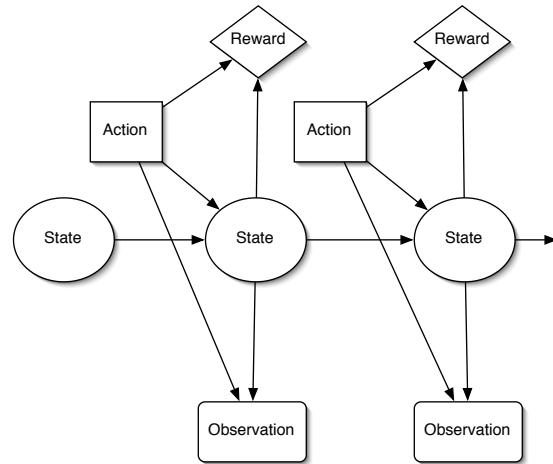 Reward
Reward
Action
Action
State
State
State
Observation
Observation